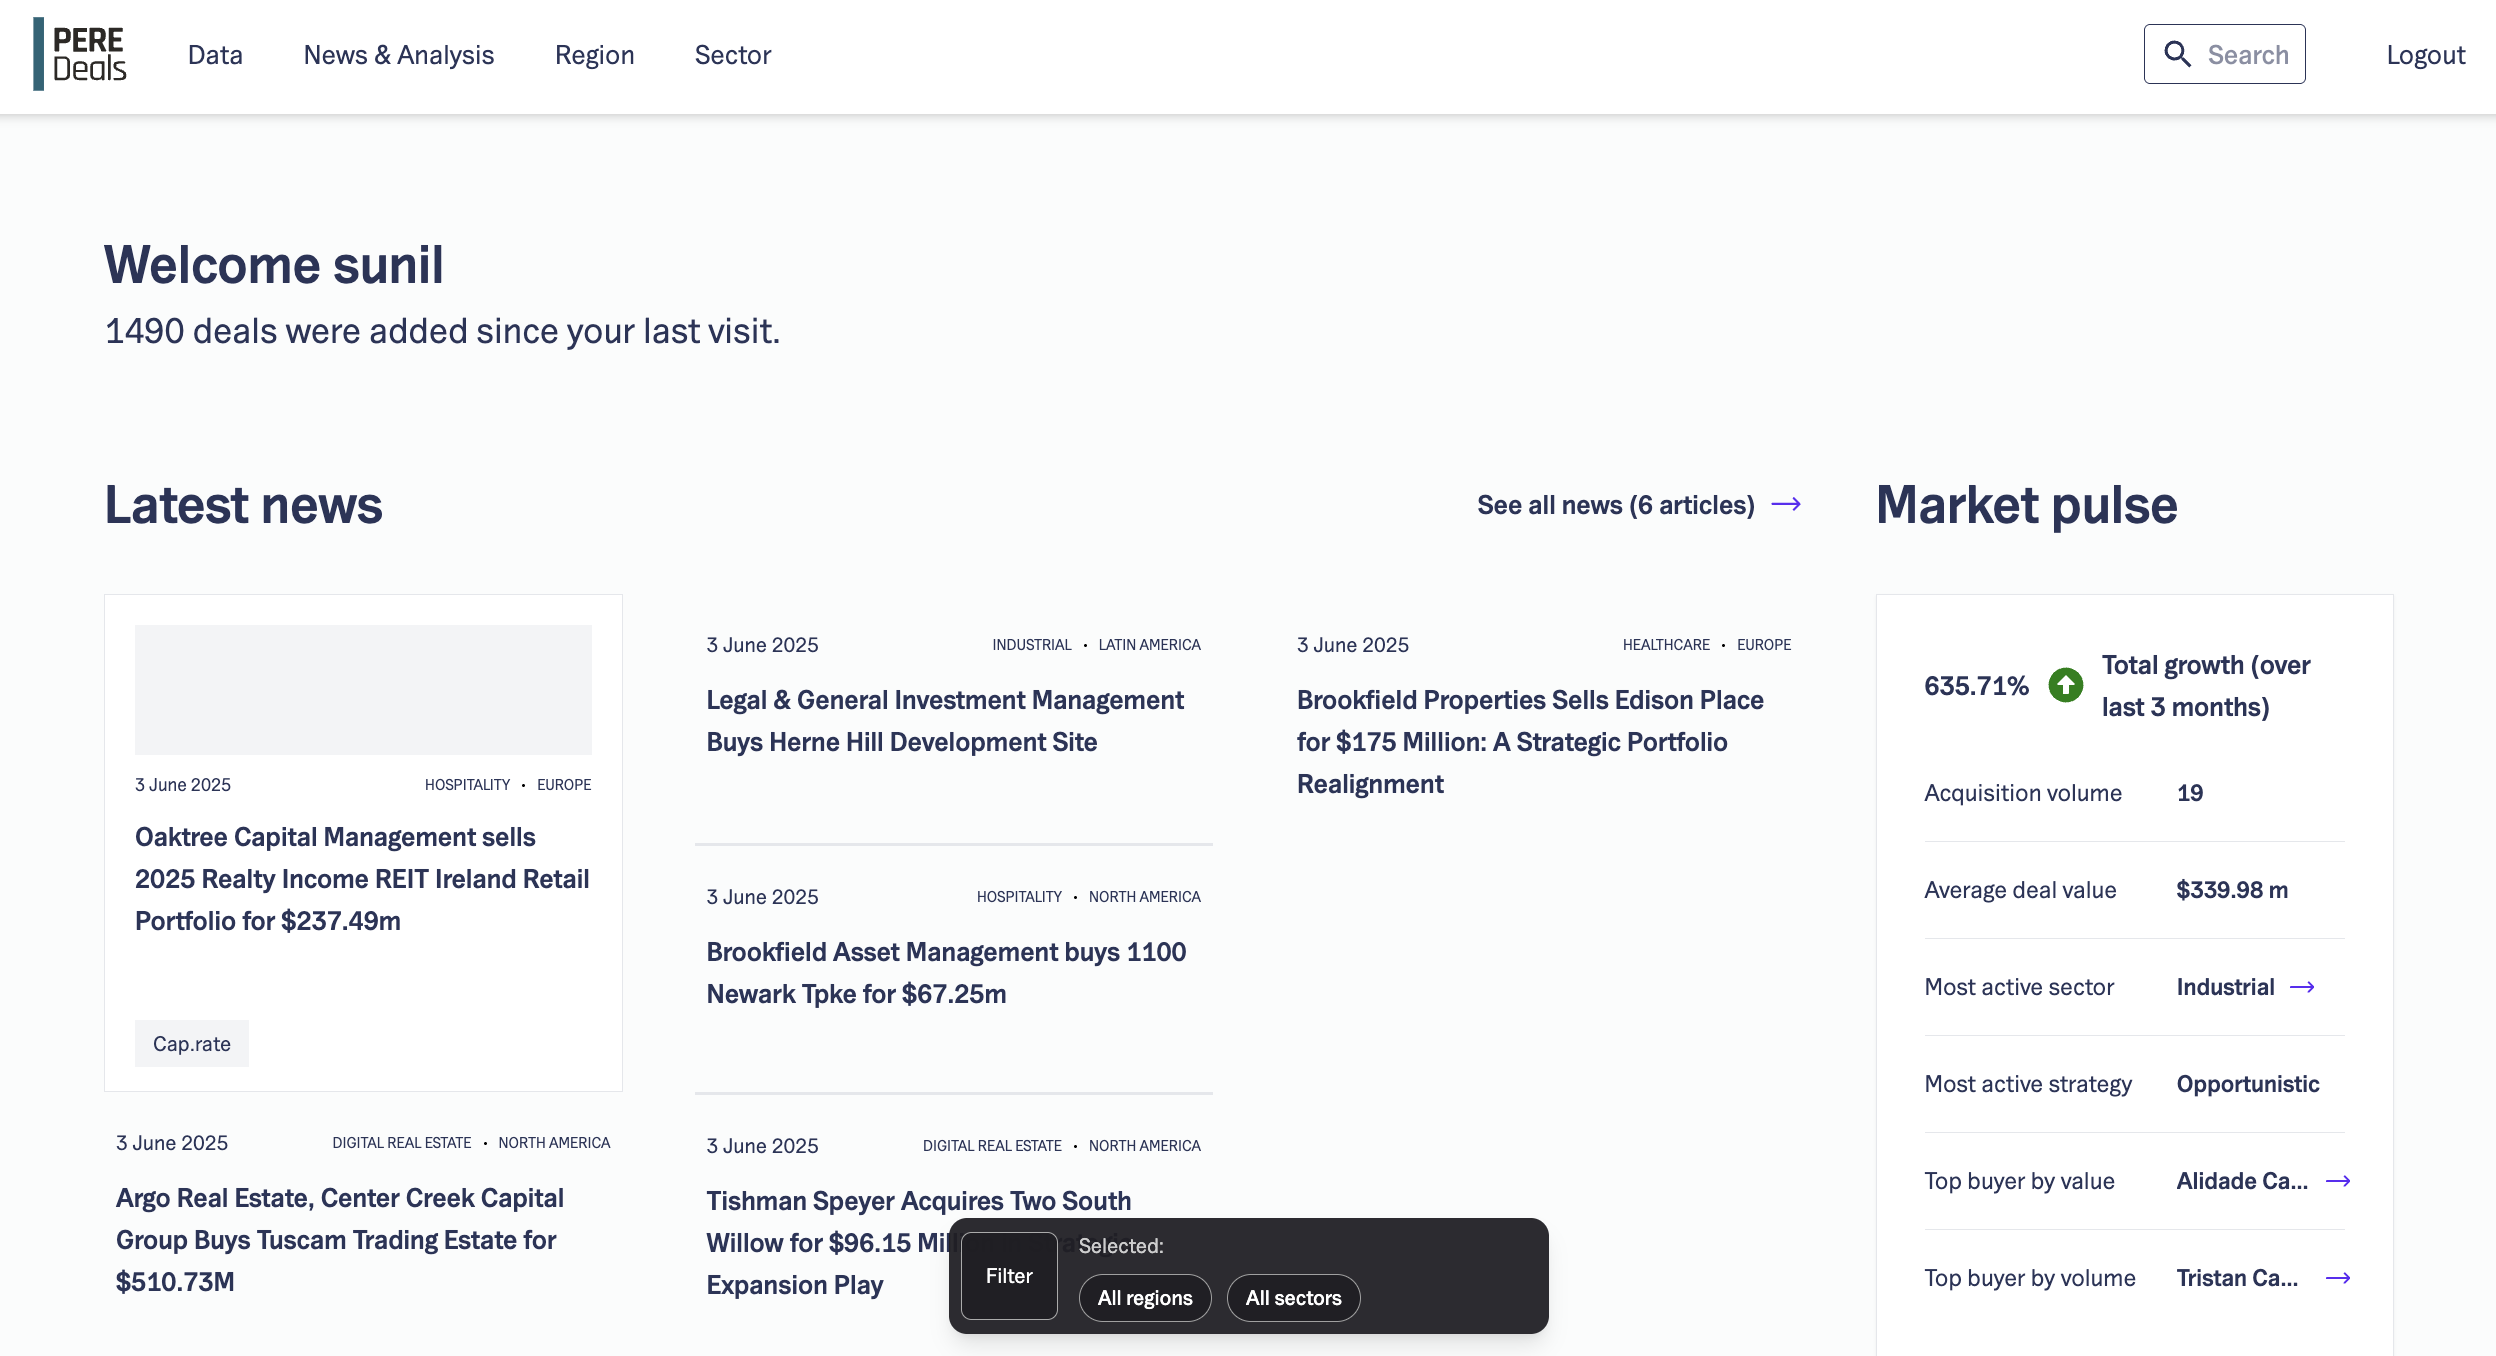 PERE
Deals
Data
News & Analysis
Region
Sector
Search
Logout
Welcome sunil
1490 deals were added since your last visit.
Latest news
See all news (6 articles)
3 June 2025
HOSPITALITY • EUROPE
Oaktree Capital Management sells
2025 Realty Income REIT Ireland Retail
Portfolio for $237.49m
Cap.rate
3 June 2025
DIGITAL REAL ESTATE • NORTH AMERICA
Argo Real Estate, Center Creek Capital
Group Buys Tuscam Trading Estate for
$510.73M
3 June 2025
INDUSTRIAL • LATIN AMERICA
Legal & General Investment Management
Buys Herne Hill Development Site
3 June 2025
HOSPITALITY • NORTH AMERICA
Brookfield Asset Management buys 1100
Newark Tpke for $67.25m
3 June 2025
DIGITAL REAL ESTATE • NORTH AMERICA
Tishman Speyer Acquires Two South
Willow for $96.15 Mil
Expansion Play
3 June 2025
HEALTHCARE • EUROPE
Brookfield Properties Sells Edison Place
for $175 Million: A Strategic Portfolio
Realignment
Market pulse
635.71%
Total growth (over
last 3 months)
Acquisition volume 19
Average deal value $339.98 m
Most active sector Industrial
Most active strategy Opportunistic
Top buyer by value Alidade Ca...
Top buyer by volume Tristan Ca...
Filter
Selected:
All regions
All sectors